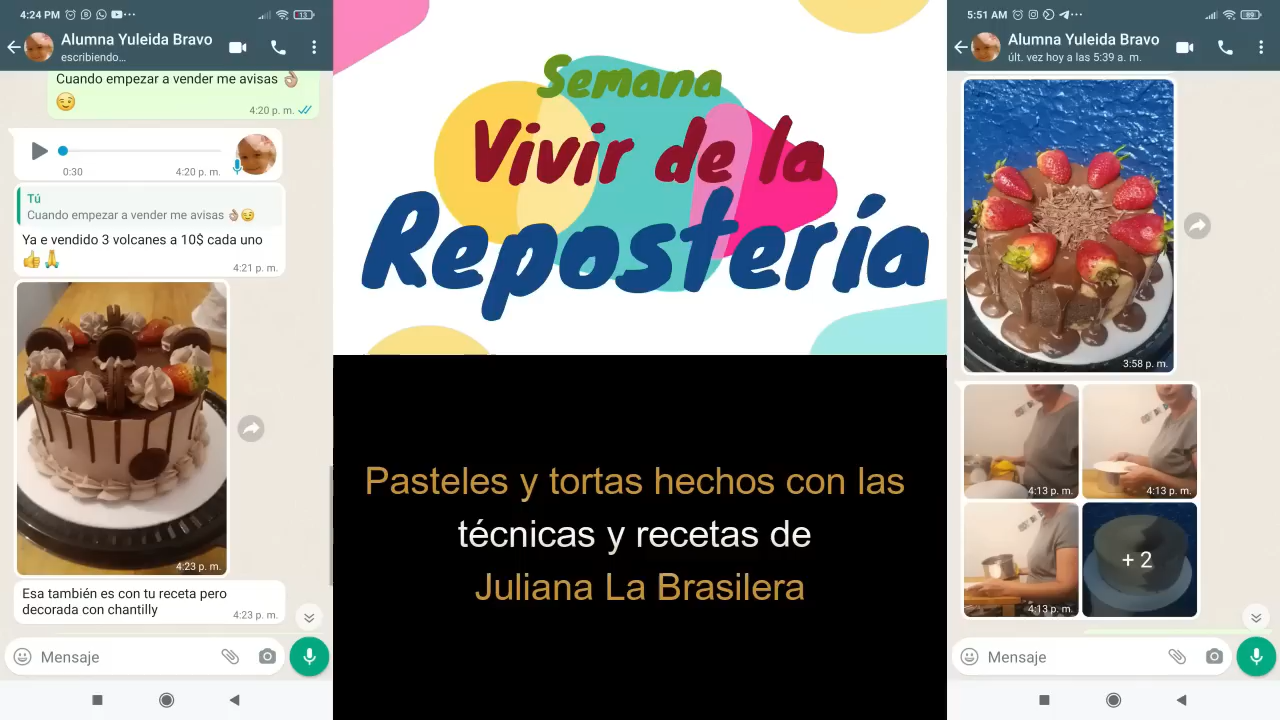 4:24 PM
13
Alumna Yuleida Bravo
escribiendo...
Cuando empezar a vender me avisas 👌🏽
😉
4:20 p. m.
0:30
4:20 p. m.
Tú
Cuando empezar a vender me avisas 👌🏽😉
Ya e vendido 3 volcanes a 10$ cada uno
👍🙏
4:21 p. m.
4:23 p. m.
Esa también es con tu receta pero
decorada con chantilly
4:23 p. m.
Mensaje
Semana
Vivir de la
Repostería
Pasteles y tortas hechos con las
técnicas y recetas de
Juliana La Brasilera
5:51 AM
89
Alumna Yuleida Bravo
últ. vez hoy a las 5:39 a. m.
3:58 p. m.
4:13 p. m.
4:13 p. m.
4:13 p. m.
+ 2
Mensaje